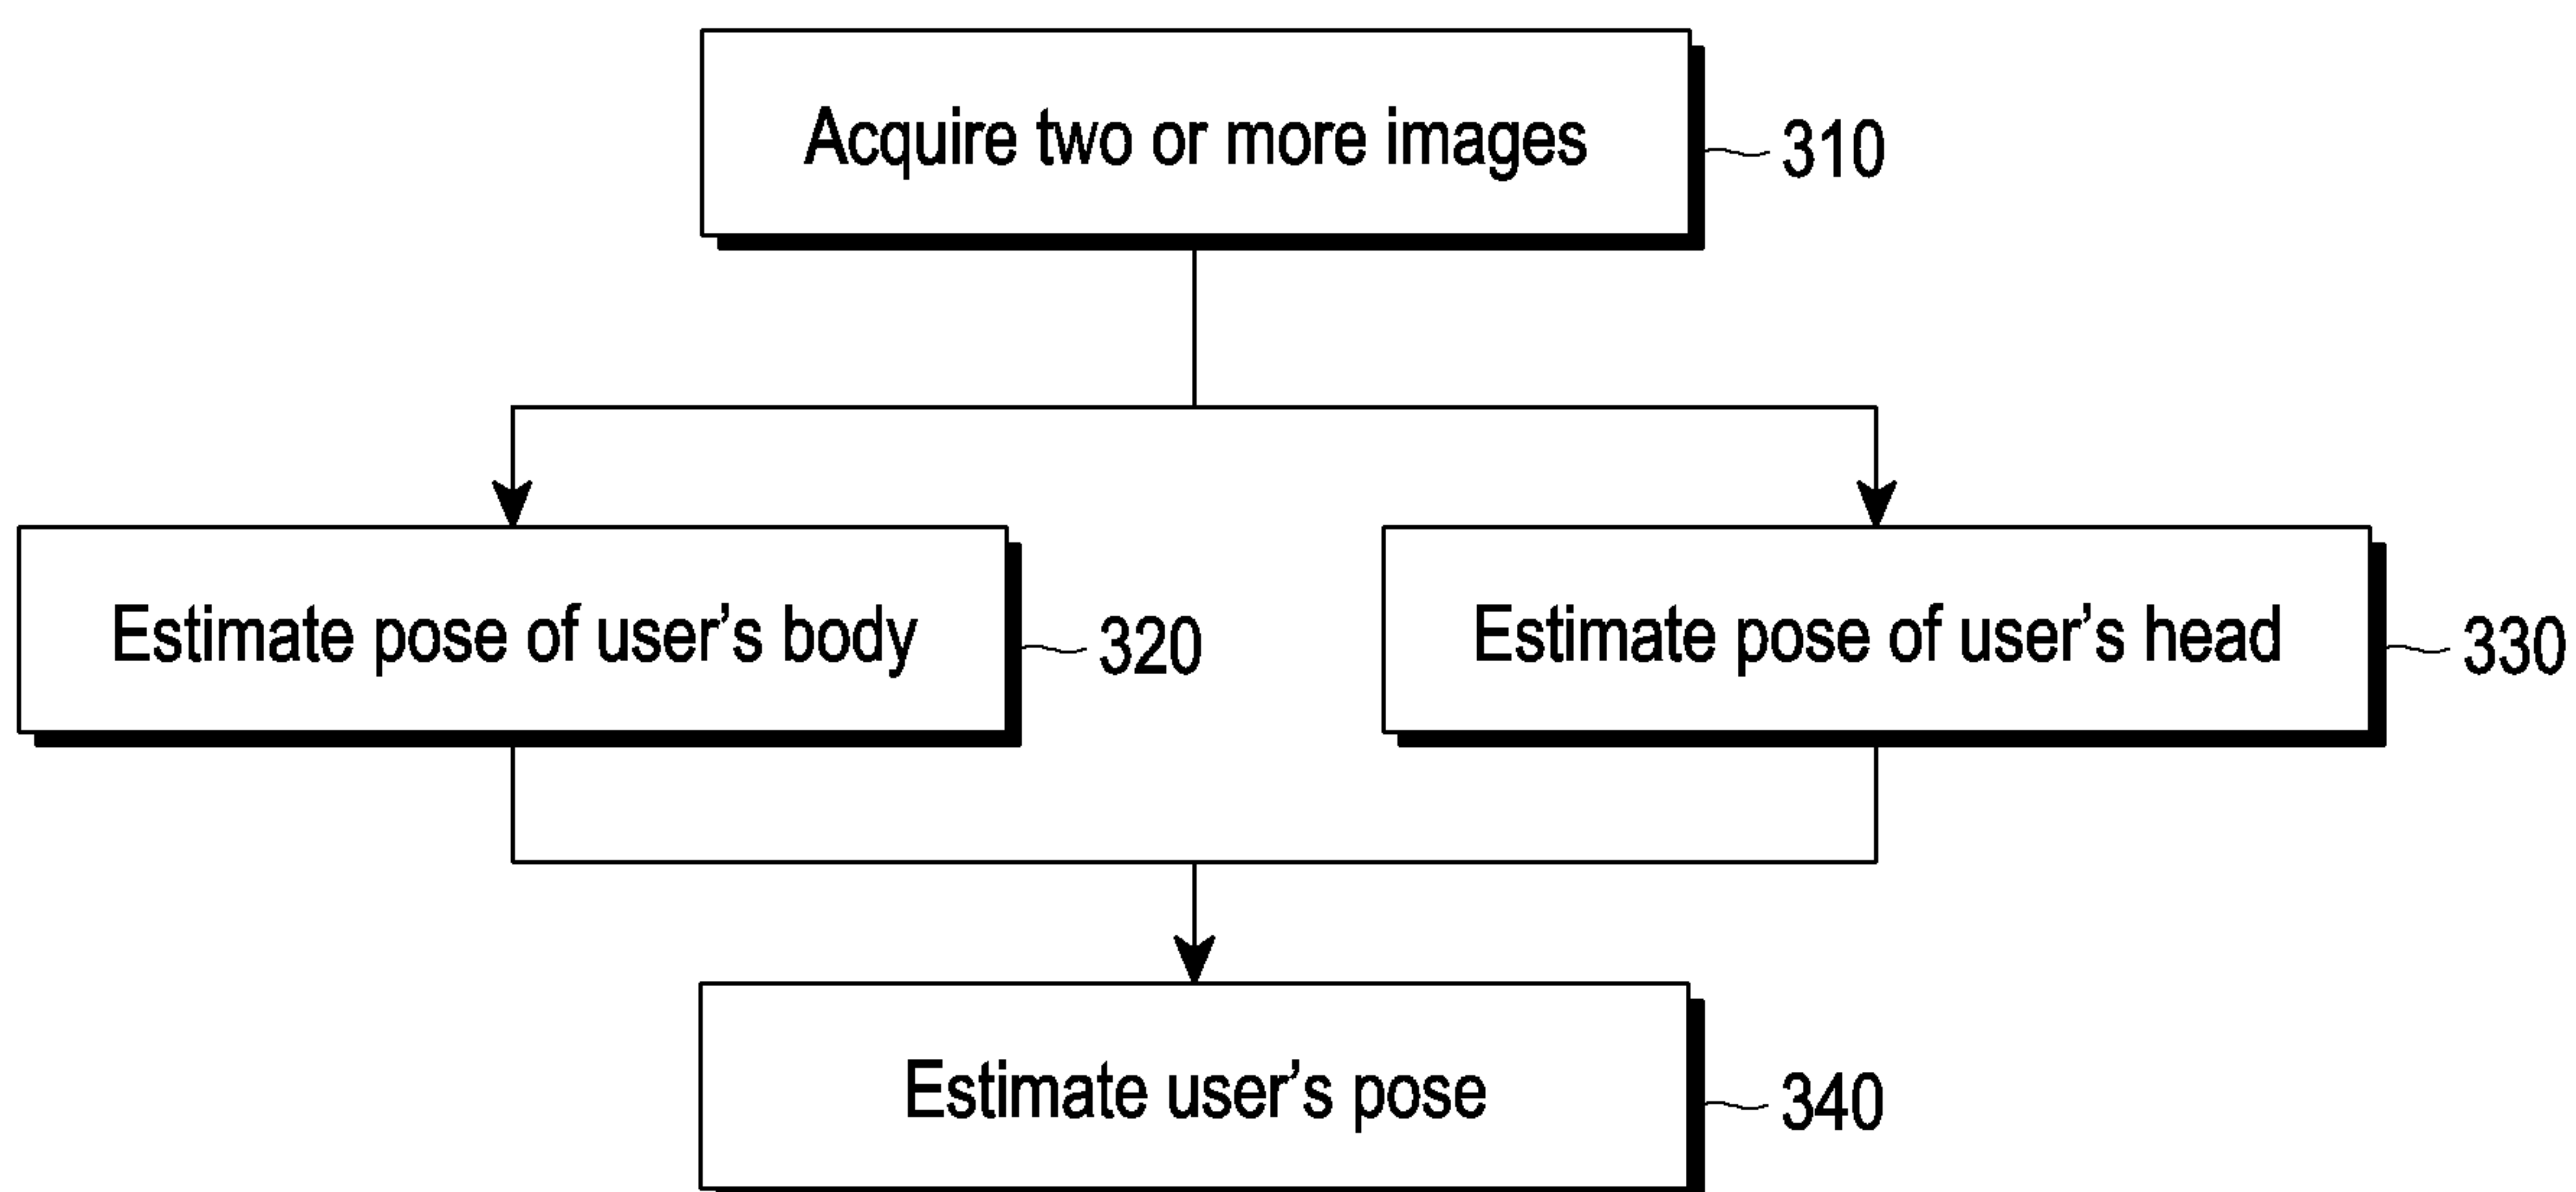 Acquire two or more images
310
Estimate pose of user’s body
320
Estimate pose of user’s head
330
Estimate user’s pose
340